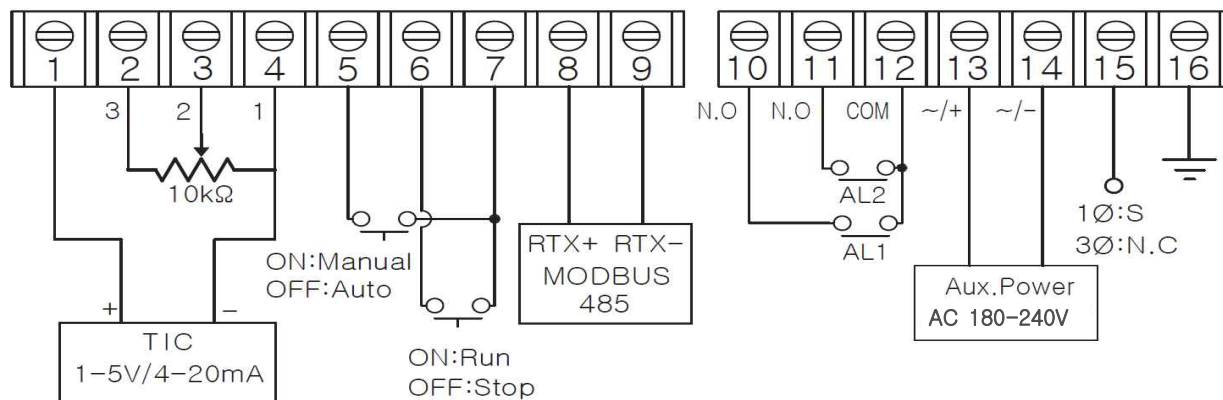 1 2 3 4 5 6 7 8 9 10 11 12 13 14 15 16
3 2 1 N.O N.O COM ~/+ ~/-
10kΩ
AL2
AL1
1Ø:S
3Ø:N.C
ON:Manual
OFF:Auto
RTX+ RTX-
MODBUS
485
Aux.Power
AC 180-240V
+ -
TIC
1-5V/4-20mA
ON:Run
OFF:Stop